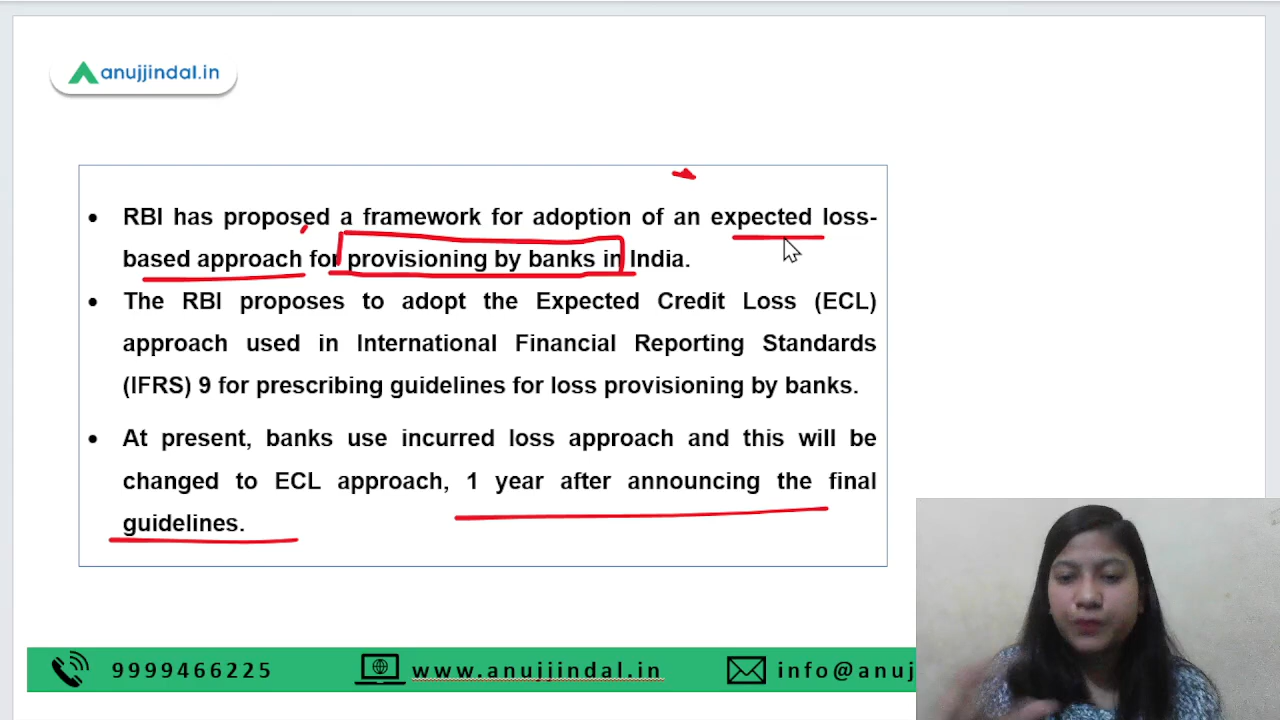 anujjindal.in
• RBI has proposed a framework for adoption of an expected loss-
based approach for provisioning by banks in India.
• The RBI proposes to adopt the Expected Credit Loss (ECL)
approach used in International Financial Reporting Standards
(IFRS) 9 for prescribing guidelines for loss provisioning by banks.
• At present, banks use incurred loss approach and this will be
changed to ECL approach, 1 year after announcing the final
guidelines.
9999466225 www.anujjindal.in info@anuj